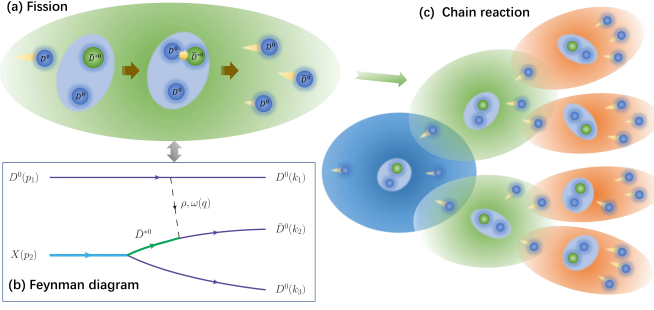 (a) Fission
D⁰
D̄*⁰
D⁰
D⁰
D̄*⁰
D⁰
D⁰
D̄⁰
D⁰
(b) Feynman diagram
D⁰(p₁)
D⁰(k₁)
ρ, ω(q)
D̄*⁰
D̄⁰(k₂)
X(p₂)
D⁰(k₃)
(c) Chain reaction